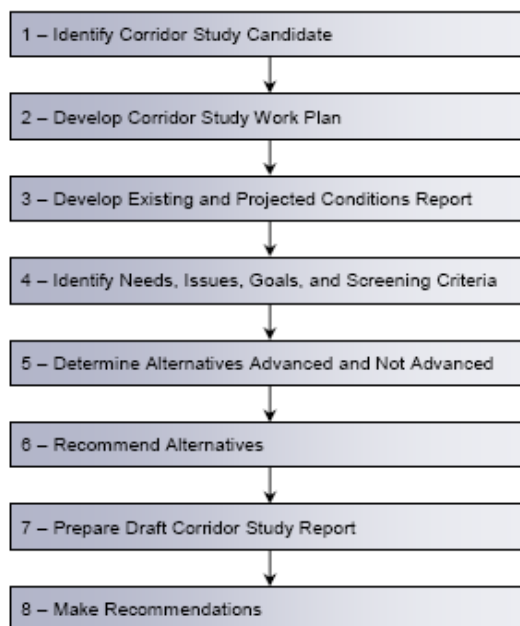 1 – Identify Corridor Study Candidate
2 – Develop Corridor Study Work Plan
3 – Develop Existing and Projected Conditions Report
4 – Identify Needs, Issues, Goals, and Screening Criteria
5 – Determine Alternatives Advanced and Not Advanced
6 – Recommend Alternatives
7 – Prepare Draft Corridor Study Report
8 – Make Recommendations